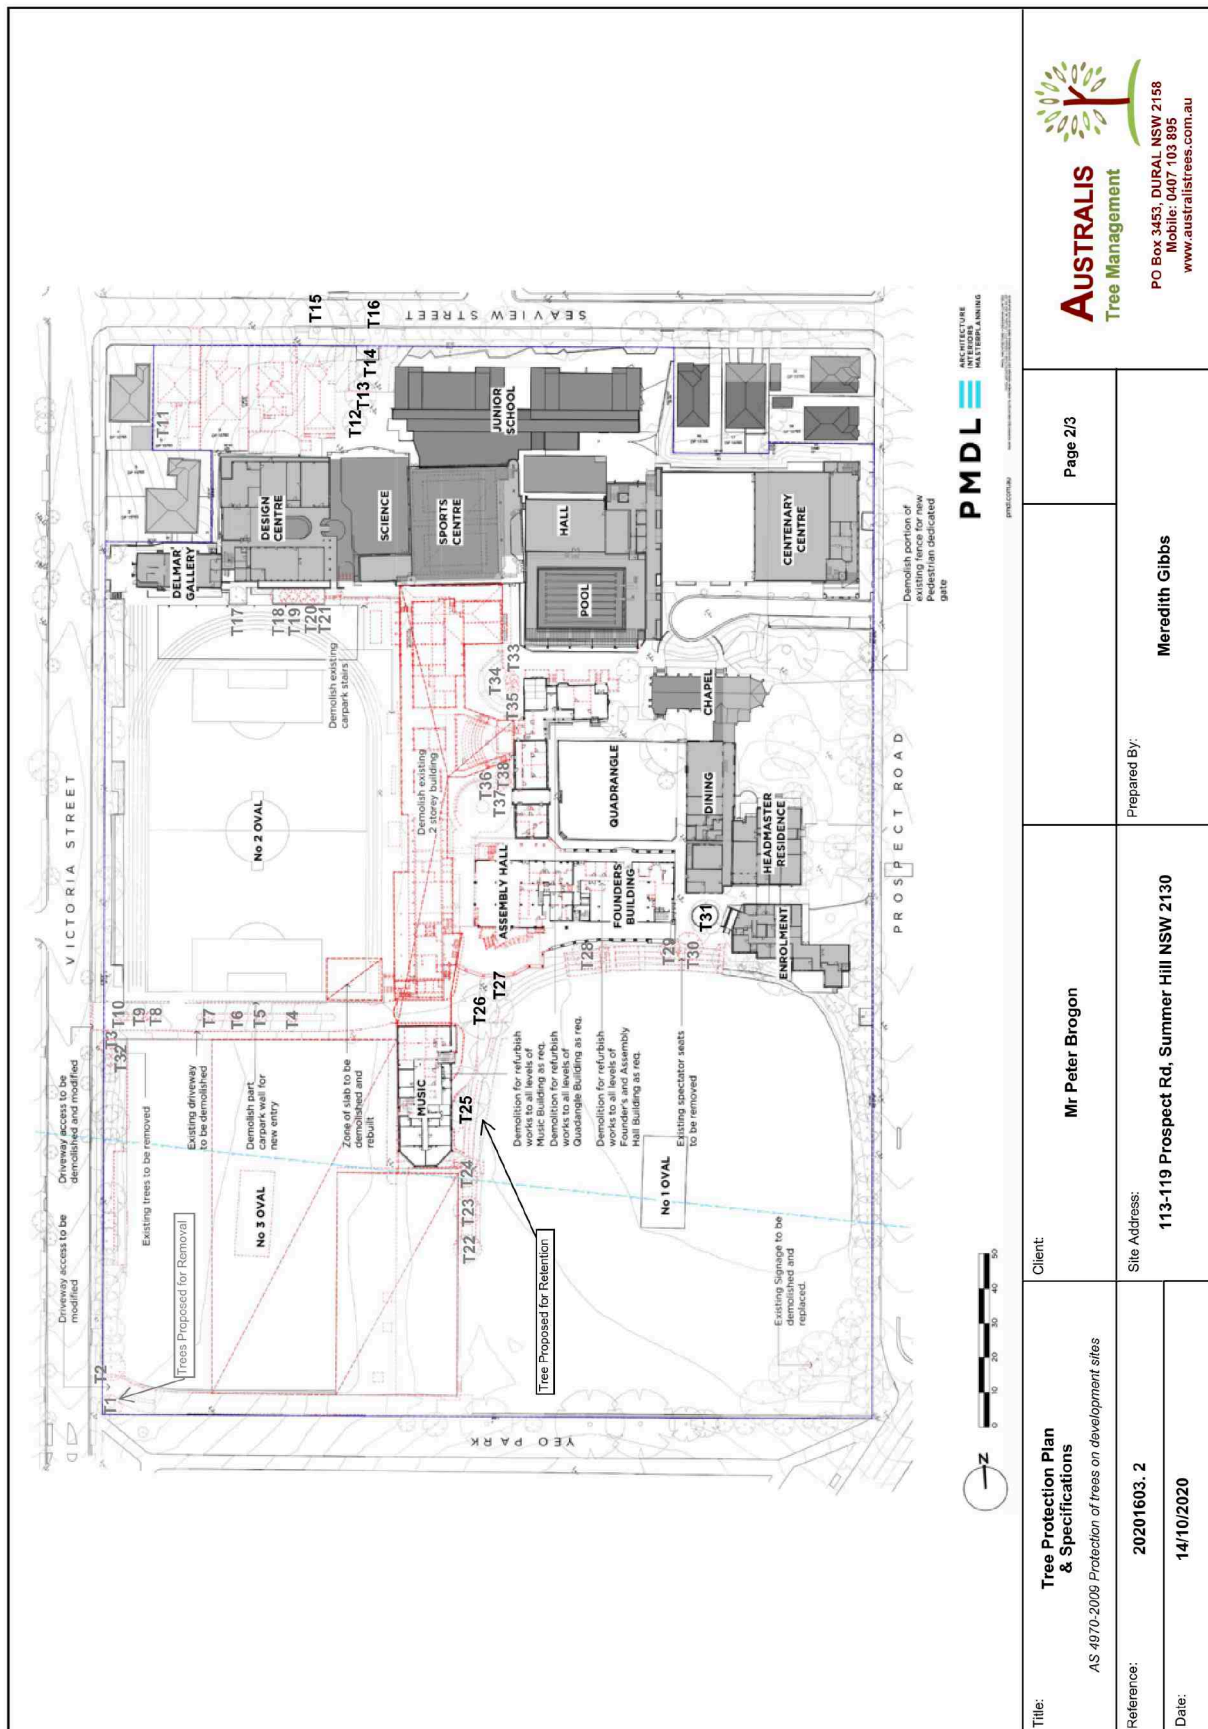 VICTORIA STREET
Driveway access to be
modified
Driveway access to be
demolished and modified
T1
T2
T3
T32
T10
T9
T8
T7
T6
T5
T4
T11
Trees Proposed for Removal
Existing trees to be removed
Existing driveway
to be demolished
Demolish part
carpark wall for
new entry
Zone of slab to be
demolished and
rebuilt
No 3 OVAL
No 2 OVAL
DELMAR
GALLERY
DESIGN
CENTRE
T17
T18
T19
T20
T21
Demolish existing
carpark stairs
Demolish existing
2 storey building
SCIENCE
SPORTS
CENTRE
JUNIOR
SCHOOL
T12
T13
T14
T15
T16
SEAVIEW STREET
MUSIC
T22
T23
T24
T25
T26
T27
Tree Proposed for Retention
ASSEMBLY HALL
T36
T37
T38
T35
T34
T33
HALL
POOL
QUADRANGLE
FOUNDERS
BUILDING
T28
T29
T30
T31
Demolition for refurbish
works to all levels of
Music Building as req.
Demolition for refurbish
works to all levels of
Quadangle Building as req.
Demolition for refurbish
works to all levels of
Founder's and Assembly
Hall Building as req.
Existing spectator seats
to be removed
No 1 OVAL
Existing Signage to be
demolished and
replaced.
DINING
CHAPEL
HEADMASTER
RESIDENCE
ENROLMENT
CENTENARY
CENTRE
Demolish portion of
existing fence for new
Pedestrian dedicated
gate
YEO PARK
PROSPECT ROAD
N
0 10 20 30 40 50
PMDL
ARCHITECTURE
INTERIORS
MASTERPLANNING
pmdl.com.au
Title:
Tree Protection Plan
& Specifications
AS 4970-2009 Protection of trees on development sites
Reference:
20201603. 2
Date:
14/10/2020
Client:
Mr Peter Brogon
Site Address:
113-119 Prospect Rd, Summer Hill NSW 2130
Prepared By:
Meredith Gibbs
Page 2/3
AUSTRALIS
Tree Management
PO Box 3453, DURAL NSW 2158
Mobile: 0407 103 895
www.australistrees.com.au